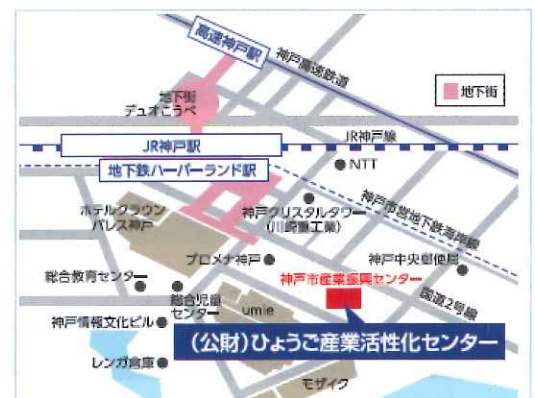 高速神戸駅
神戸高速鉄道
地下街
デュオこうべ
地下街
JR神戸線
JR神戸駅
NTT
地下鉄ハーバーランド駅
神戸市営地下鉄海岸線
ホテルクラウン
パレス神戸
神戸クリスタルタワー
(川崎重工業)
プロメナ神戸
神戸中央郵便局
総合教育センター
神戸市産業振興センター
国道2号線
総合児童
センター
umie
神戸情報文化ビル
(公財)ひょうご産業活性化センター
レンガ倉庫
モザイク